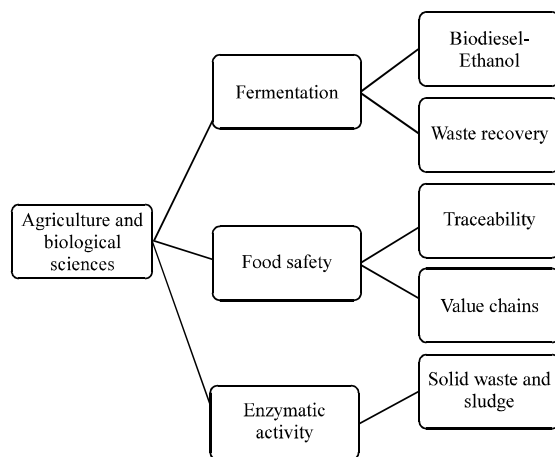 Agriculture and
biological
sciences
Fermentation
Biodiesel-
Ethanol
Waste recovery
Food safety
Traceability
Value chains
Enzymatic
activity
Solid waste and
sludge